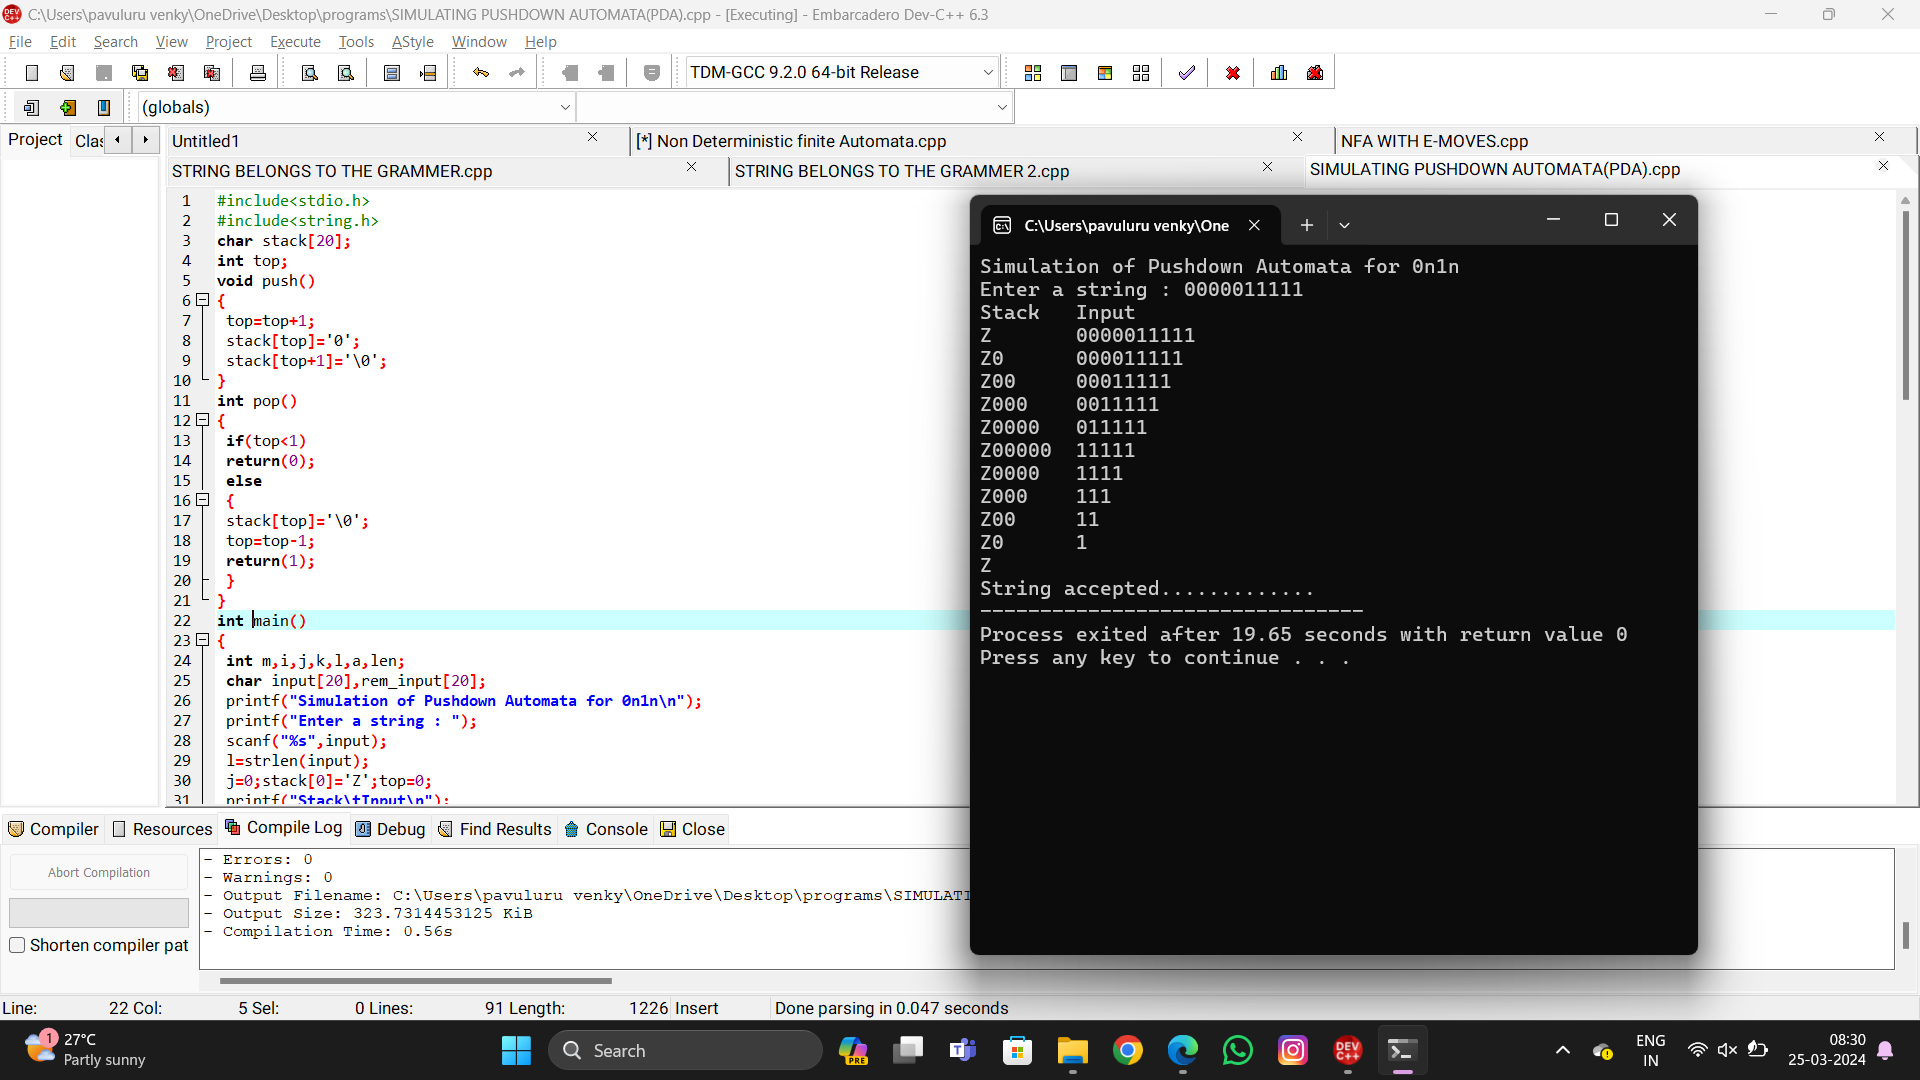 C:\Users\pavuluru venky\OneDrive\Desktop\programs\SIMULATING PUSHDOWN AUTOMATA(PDA).cpp - [Executing] - Embarcadero Dev-C++ 6.3
File Edit Search View Project Execute Tools AStyle Window Help
TDM-GCC 9.2.0 64-bit Release
(globals)
Project Clas
Untitled1 [*] Non Deterministic finite Automata.cpp NFA WITH E-MOVES.cpp
STRING BELONGS TO THE GRAMMER.cpp STRING BELONGS TO THE GRAMMER 2.cpp SIMULATING PUSHDOWN AUTOMATA(PDA).cpp
1 #include<stdio.h>
2 #include<string.h>
3 char stack[20];
4 int top;
5 void push()
6 {
7 top=top+1;
8 stack[top]='0';
9 stack[top+1]='\0';
10 }
11 int pop()
12 {
13 if(top<1)
14 return(0);
15 else
16 {
17 stack[top]='\0';
18 top=top-1;
19 return(1);
20 }
21 }
22 int main()
23 {
24 int m,i,j,k,l,a,len;
25 char input[20],rem_input[20];
26 printf("Simulation of Pushdown Automata for 0n1n\n");
27 printf("Enter a string : ");
28 scanf("%s",input);
29 l=strlen(input);
30 j=0;stack[0]='Z';top=0;
31 printf("Stack\tInput\n");
C:\Users\pavuluru venky\One
Simulation of Pushdown Automata for 0n1n
Enter a string : 0000011111
Stack Input
Z 0000011111
Z0 000011111
Z00 00011111
Z000 0011111
Z0000 011111
Z00000 11111
Z0000 1111
Z000 111
Z00 11
Z0 1
Z
String accepted.............
--------------------------------
Process exited after 19.65 seconds with return value 0
Press any key to continue . . .
Compiler Resources Compile Log Debug Find Results Console Close
Abort Compilation
Shorten compiler pat
- Errors: 0
- Warnings: 0
- Output Filename: C:\Users\pavuluru venky\OneDrive\Desktop\programs\SIMULATI
- Output Size: 323.7314453125 KiB
- Compilation Time: 0.56s
Line: 22 Col: 5 Sel: 0 Lines: 91 Length: 1226 Insert Done parsing in 0.047 seconds
1
27°C
Partly sunny
Search
PRE
DEV C++
ENG
IN
08:30
25-03-2024